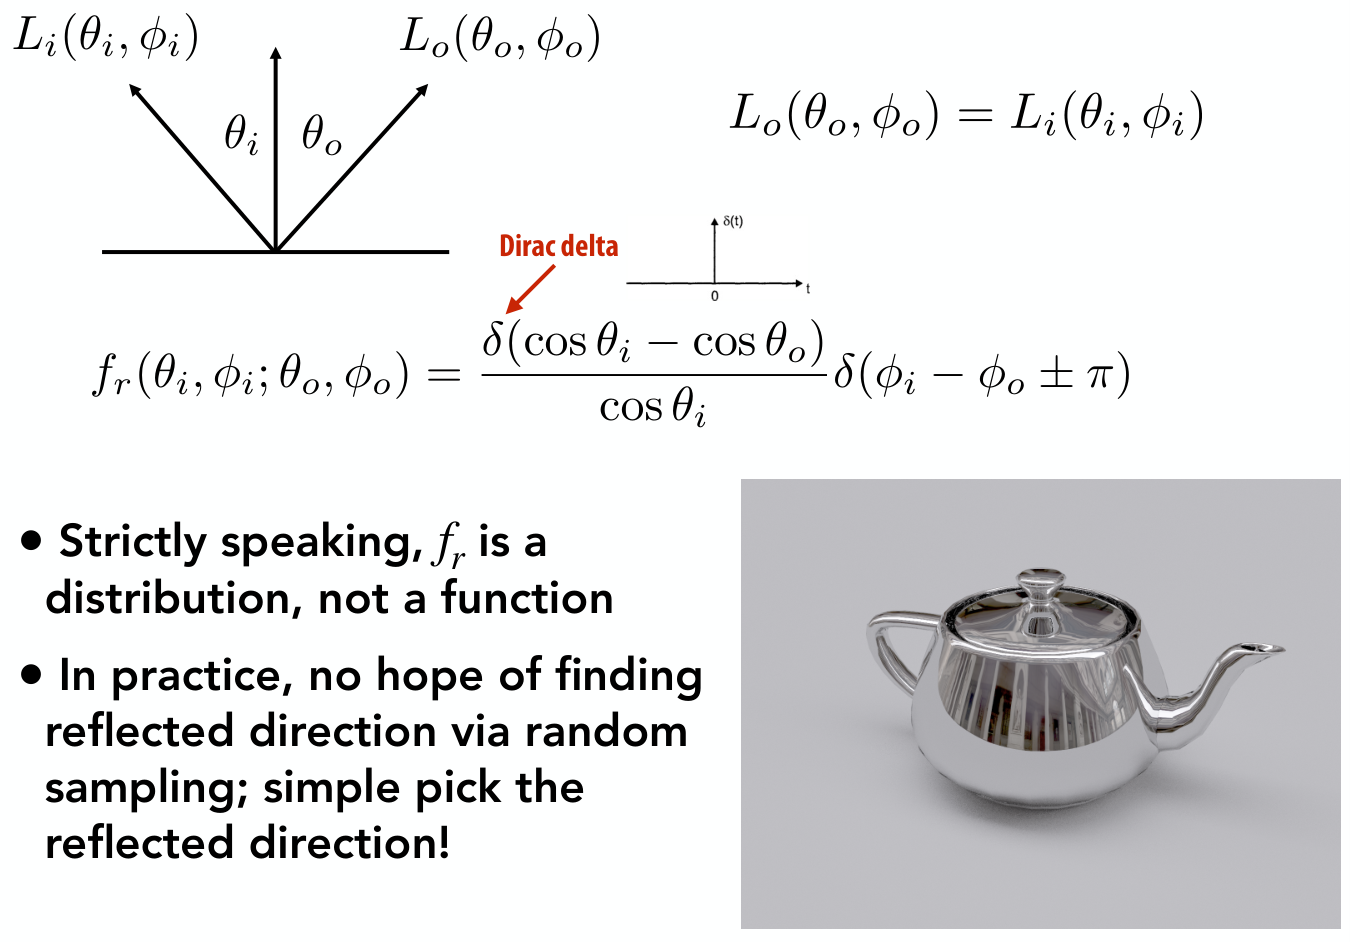 L_i(θ_i, ϕ_i)
L_o(θ_o, ϕ_o)
θ_i
θ_o
L_o(θ_o, ϕ_o) = L_i(θ_i, ϕ_i)
Dirac delta
δ(t)
0
t
f_r(θ_i, ϕ_i; θ_o, ϕ_o) = \frac{δ(cos θ_i − cos θ_o)}{cos θ_i} δ(ϕ_i − ϕ_o ± π)
• Strictly speaking, f_r is a
distribution, not a function
• In practice, no hope of finding
reflected direction via random
sampling; simple pick the
reflected direction!